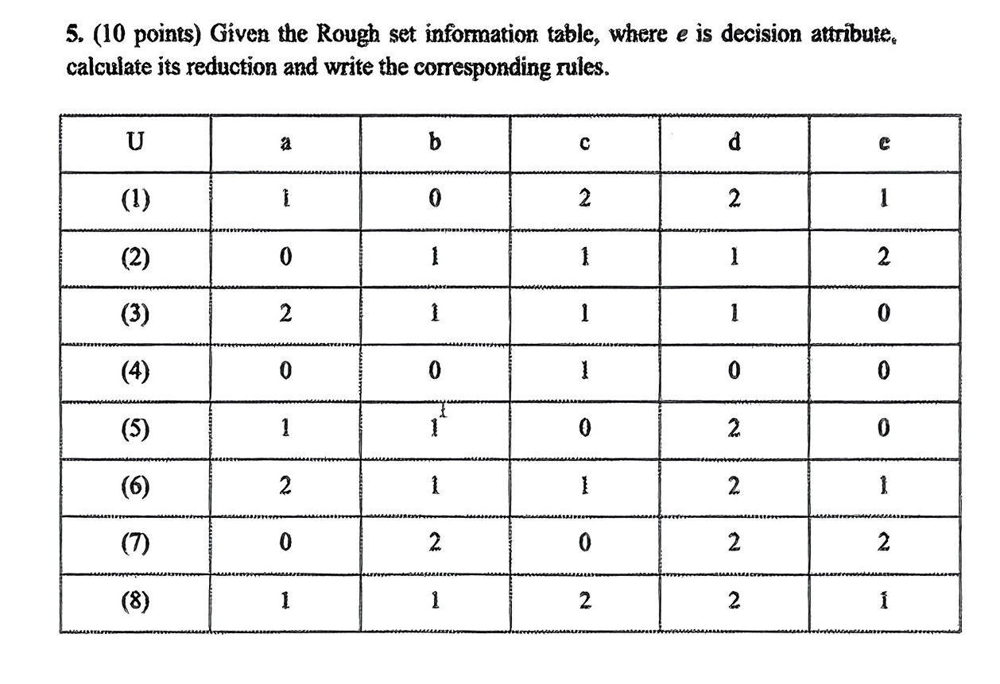 5. (10 points) Given the Rough set information table, where e is decision attribute,
calculate its reduction and write the corresponding rules.
U a b c d e
(1) 1 0 2 2 1
(2) 0 1 1 1 2
(3) 2 1 1 1 0
(4) 0 0 1 0 0
(5) 1 1 0 2 0
(6) 2 1 1 2 1
(7) 0 2 0 2 2
(8) 1 1 2 2 1